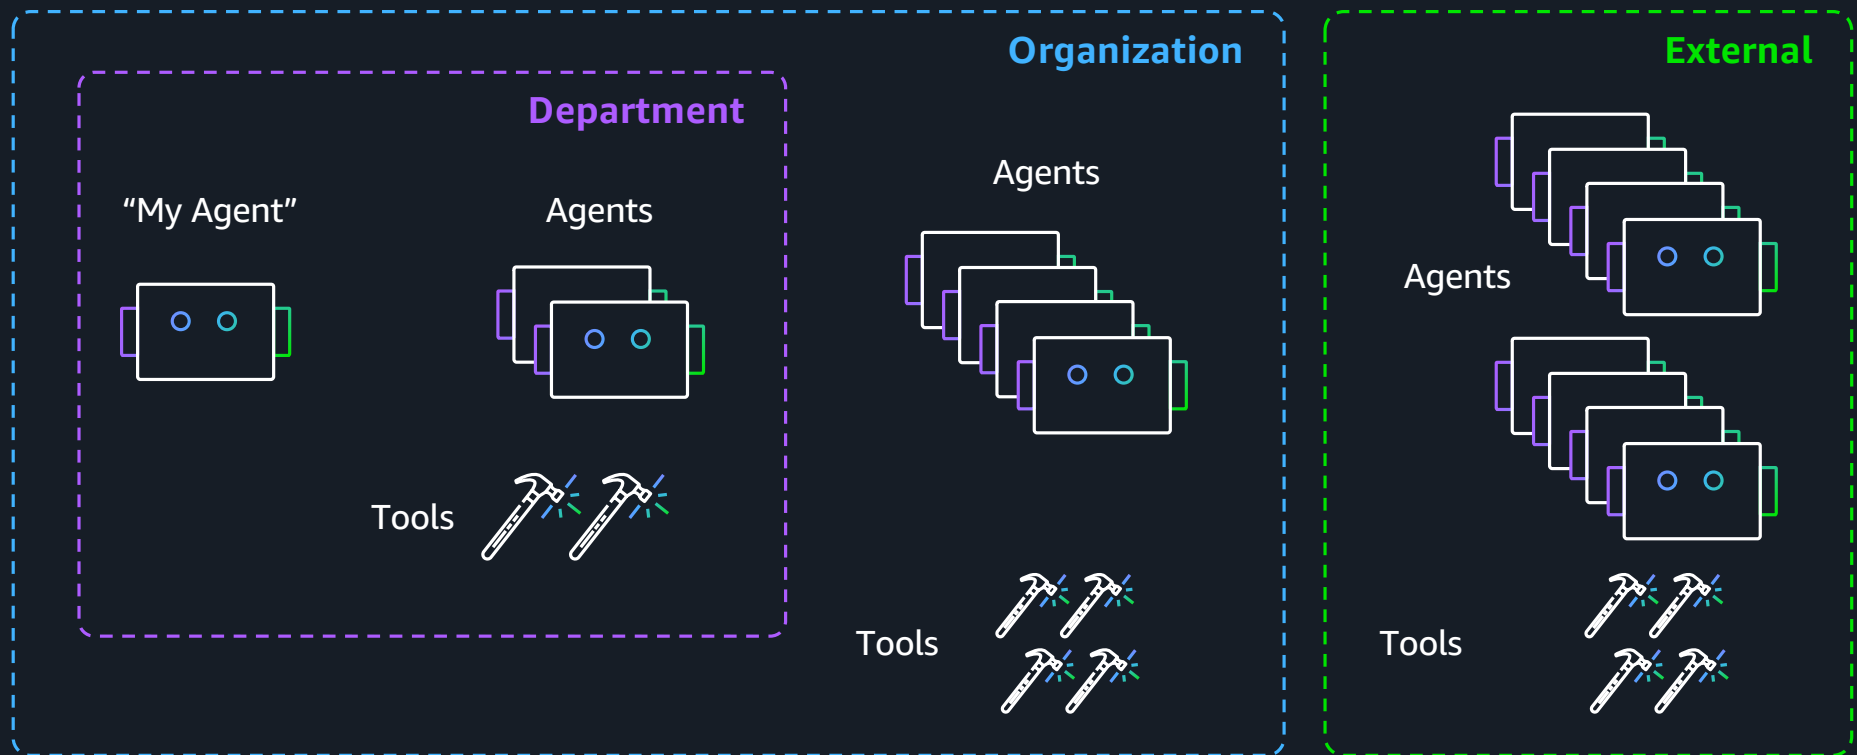 Organization
Department
“My Agent”
Agents
Tools
Agents
Tools
External
Agents
Tools